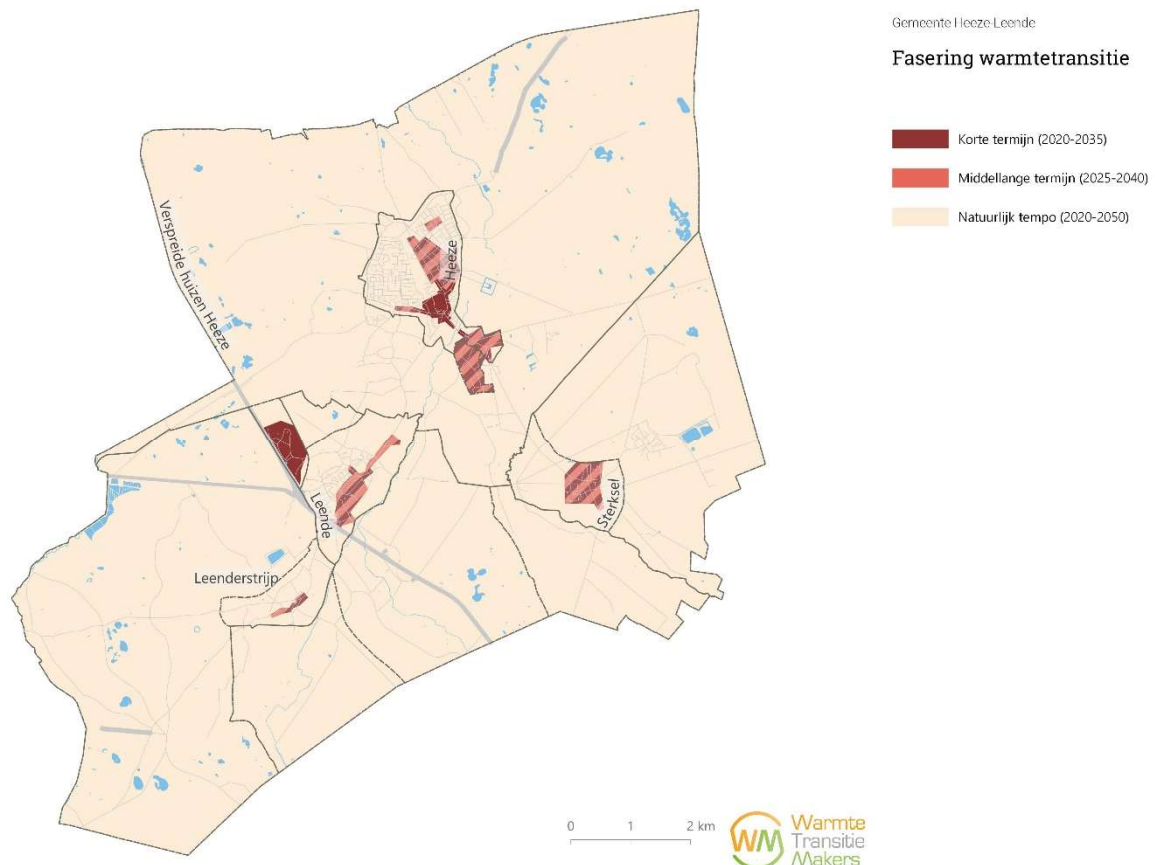 Gemeente Heeze-Leende
Fasering warmtetransitie
Korte termijn (2020-2035)
Middellange termijn (2025-2040)
Natuurlijk tempo (2020-2050)
Verspreide huizen Heeze
Heeze
Leende
Sterksel
Leenderstrijp
0 1 2 km
WM
Warmte
Transitie
Makers